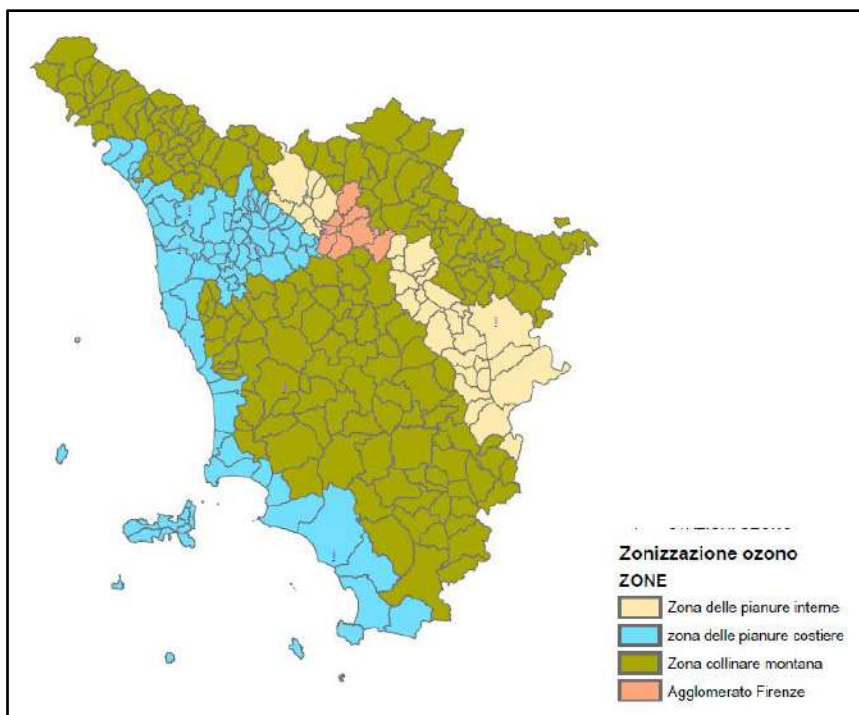 Zonizzazione ozono
ZONE
Zona delle pianure interne
zona delle pianure costiere
Zona collinare montana
Agglomerato Firenze